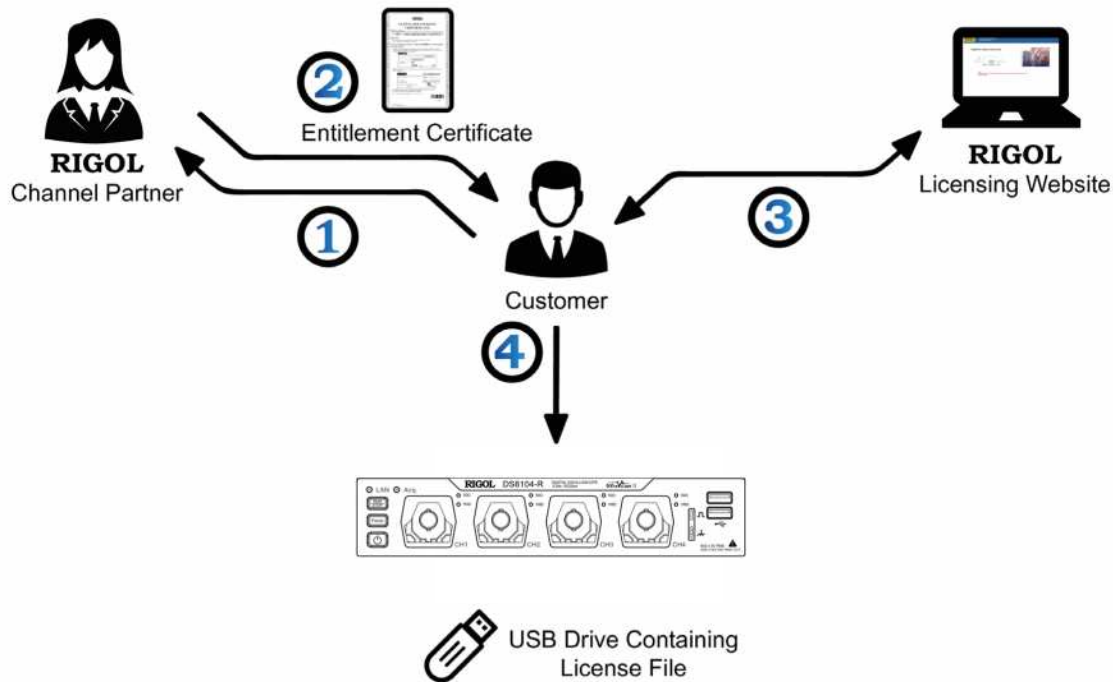 2
Entitlement Certificate
RIGOL
Channel Partner
1
RIGOL
Licensing Website
3
Customer
4
RIGOL DS8104-R
CH1
CH2
CH3
CH4
USB Drive Containing
License File